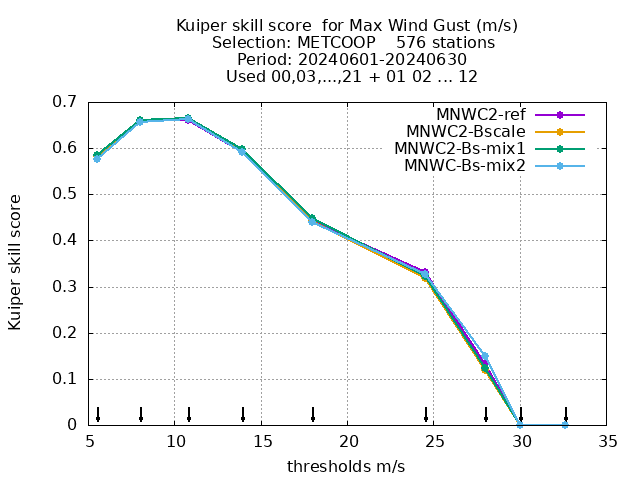 Kuiper skill score  for Max Wind Gust (m/s)
Selection: METCOOP    576 stations
Period: 20240601-20240630
Used 00,03,...,21 + 01 02 ... 12
MNWC2-ref
MNWC2-Bscale
MNWC2-Bs-mix1
MNWC-Bs-mix2
Kuiper skill score
0.7
0.6
0.5
0.4
0.3
0.2
0.1
0
5 10 15 20 25 30 35
thresholds m/s